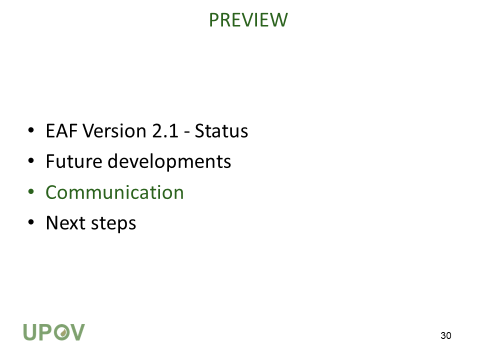 PREVIEW
• EAF Version 2.1 - Status
• Future developments
• Communication
• Next steps
UPOV
30